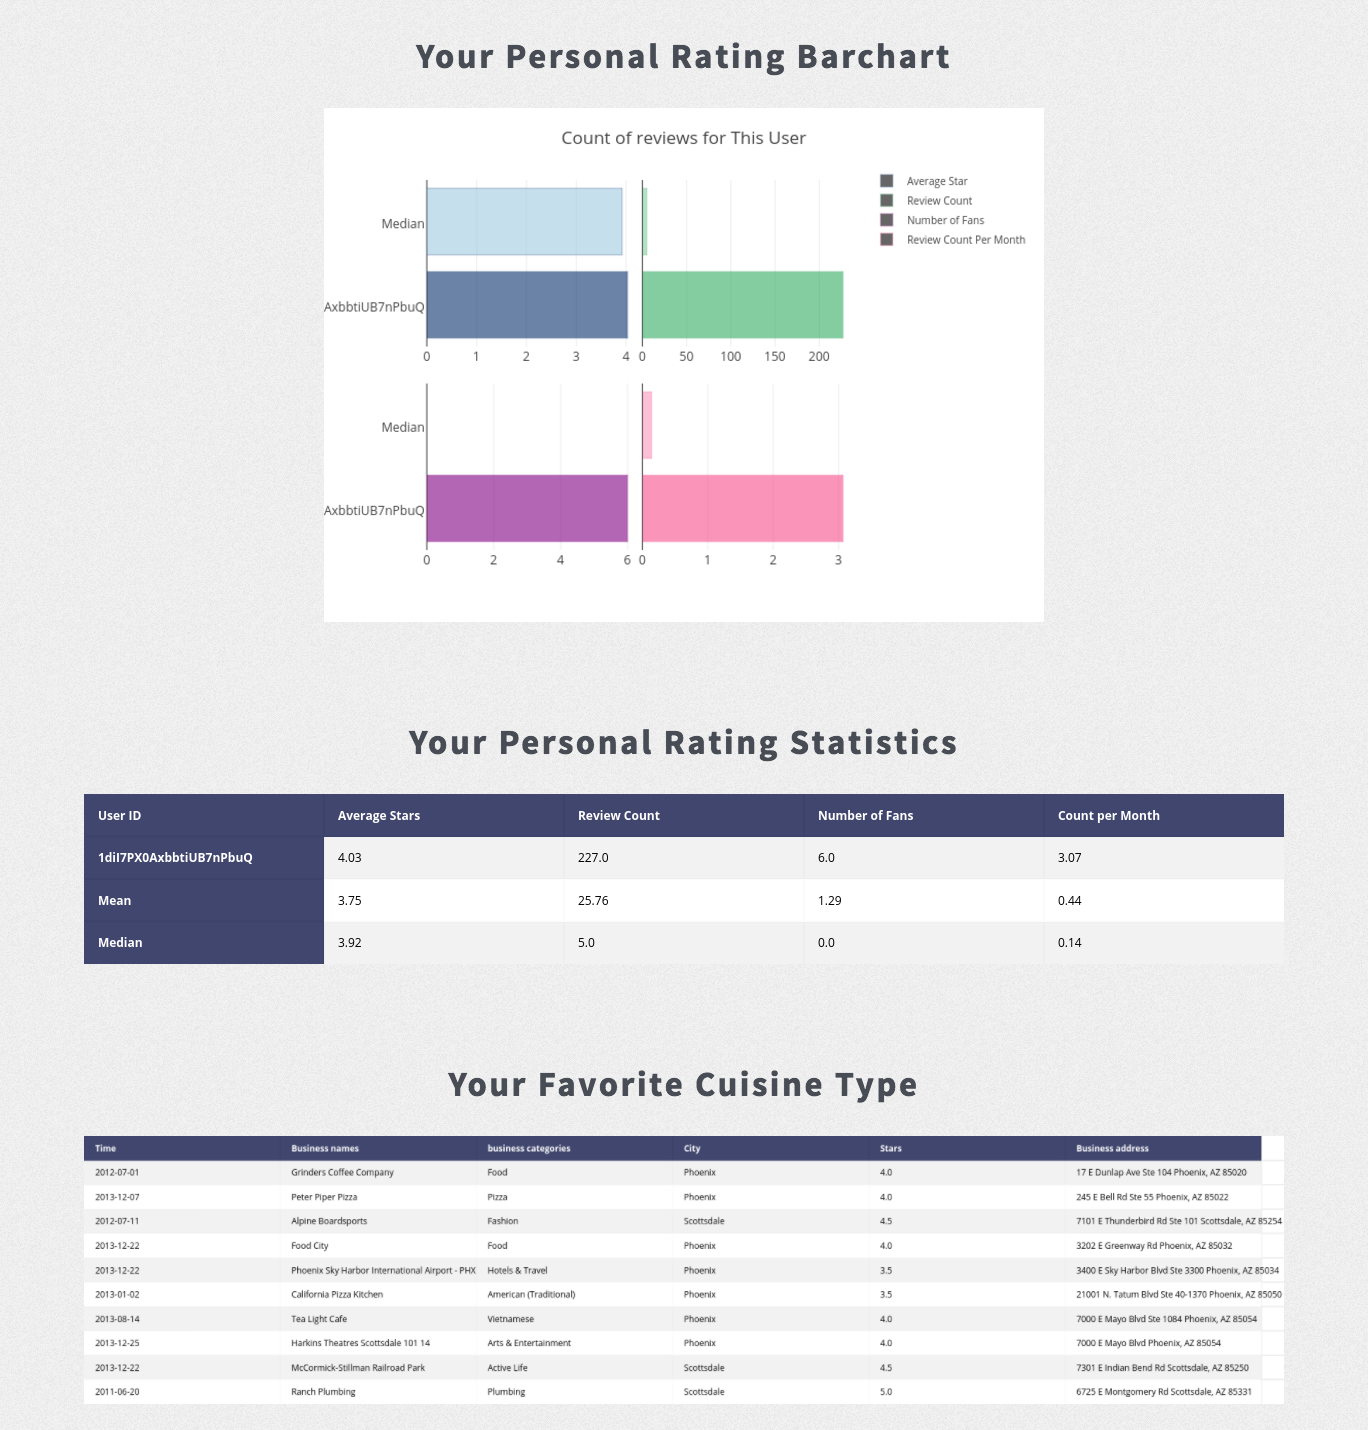 Your Personal Rating Barchart
Count of reviews for This User
Average Star
Review Count
Number of Fans
Review Count Per Month
Median
AxbbtiUB7nPbuQ
0 1 2 3 4 0 50 100 150 200
Median
AxbbtiUB7nPbuQ
0 2 4 6 0 1 2 3
Your Personal Rating Statistics
User ID Average Stars Review Count Number of Fans Count per Month
1diI7PX0AxbbtiUB7nPbuQ 4.03 227.0 6.0 3.07
Mean 3.75 25.76 1.29 0.44
Median 3.92 5.0 0.0 0.14
Your Favorite Cuisine Type
Time Business names business categories City Stars Business address
2012-07-01 Grinders Coffee Company Food Phoenix 4.0 17 E Dunlap Ave Ste 104 Phoenix, AZ 85020
2013-12-07 Peter Piper Pizza Pizza Phoenix 4.0 245 E Bell Rd Ste 55 Phoenix, AZ 85022
2012-07-11 Alpine Boardsports Fashion Scottsdale 4.5 7101 E Thunderbird Rd Ste 101 Scottsdale, AZ 85254
2013-12-22 Food City Food Phoenix 4.0 3202 E Greenway Rd Phoenix, AZ 85032
2013-12-22 Phoenix Sky Harbor International Airport - PHX Hotels & Travel Phoenix 3.5 3400 E Sky Harbor Blvd Ste 3300 Phoenix, AZ 85034
2013-01-02 California Pizza Kitchen American (Traditional) Phoenix 3.5 21001 N. Tatum Blvd Ste 40-1370 Phoenix, AZ 85050
2013-08-14 Tea Light Cafe Vietnamese Phoenix 4.0 7000 E Mayo Blvd Ste 1084 Phoenix, AZ 85054
2013-12-25 Harkins Theatres Scottsdale 101 14 Arts & Entertainment Phoenix 4.0 7000 E Mayo Blvd Phoenix, AZ 85054
2013-12-22 McCormick-Stillman Railroad Park Active Life Scottsdale 4.5 7301 E Indian Bend Rd Scottsdale, AZ 85250
2011-06-20 Ranch Plumbing Plumbing Scottsdale 5.0 6725 E Montgomery Rd Scottsdale, AZ 85331